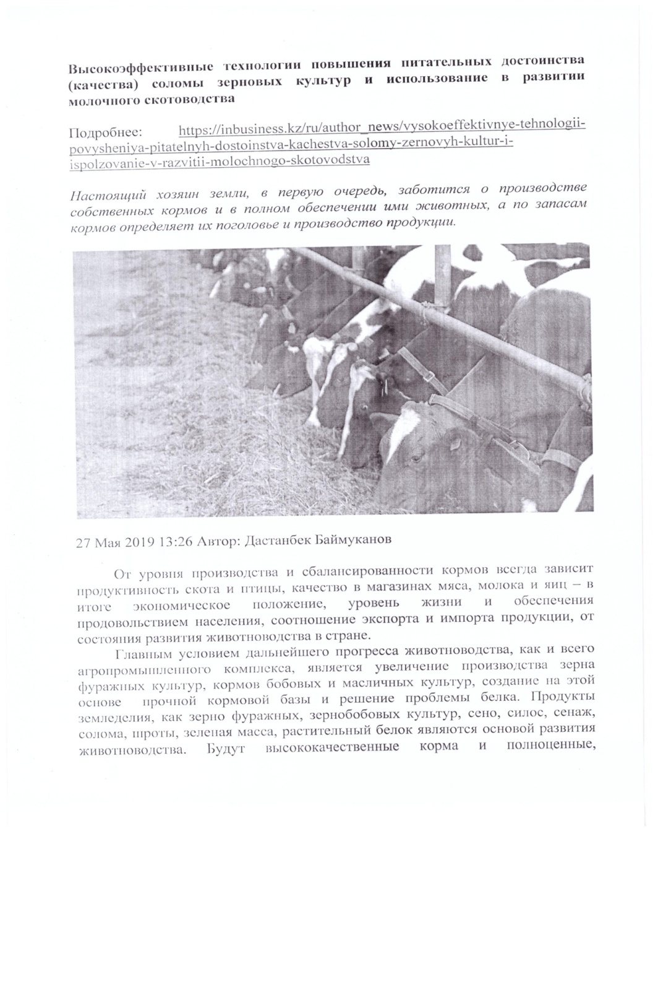 Высокоэффективные технологии повышения питательных достоинства
(качества) соломы зерновых культур и использование в развитии
молочного скотоводства
Подробнее: https://inbusiness.kz/ru/author_news/vysokoeffektivnye-tehnologii-
povysheniya-pitatelnyh-dostoinstva-kachestva-solomy-zernovyh-kultur-i-
ispolzovanie-v-razvitii-molochnogo-skotovodstva
Настоящий хозяин земли, в первую очередь, заботится о производстве
собственных кормов и в полном обеспечении ими животных, а по запасам
кормов определяет их поголовье и производство продукции.
27 Мая 2019 13:26 Автор: Дастанбек Баймуканов
От уровня производства и сбалансированности кормов всегда зависит
продуктивность скота и птицы, качество в магазинах мяса, молока и яиц – в
итоге экономическое положение, уровень жизни и обеспечения
продовольствием населения, соотношение экспорта и импорта продукции, от
состояния развития животноводства в стране.
Главным условием дальнейшего прогресса животноводства, как и всего
агропромышленного комплекса, является увеличение производства зерна
фуражных культур, кормов бобовых и масличных культур, создание на этой
основе прочной кормовой базы и решение проблемы белка. Продукты
земледелия, как зерно фуражных, зернобобовых культур, сено, силос, сенаж,
солома, шроты, зеленая масса, растительный белок являются основой развития
животноводства. Будут высококачественные корма и полноценные,